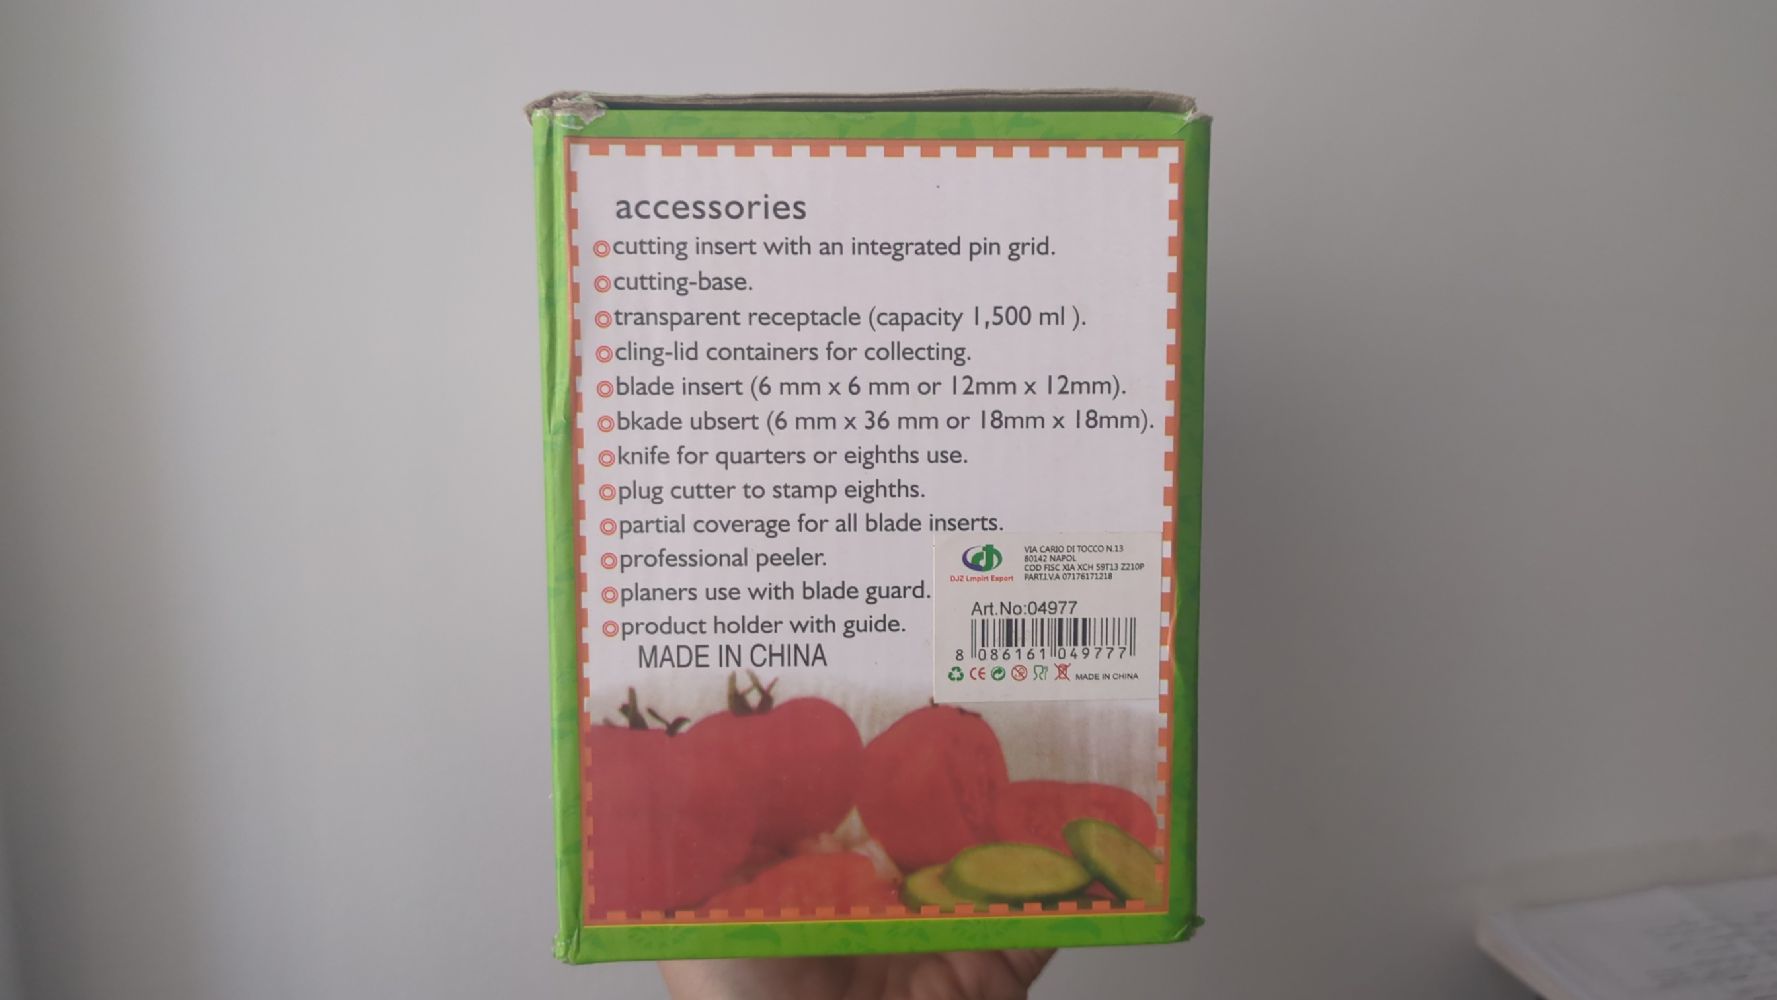 accessories
cutting insert with an integrated pin grid.
cutting-base.
transparent receptacle (capacity 1,500 ml ).
cling-lid containers for collecting.
blade insert (6 mm x 6 mm or 12mm x 12mm).
bkade ubsert (6 mm x 36 mm or 18mm x 18mm).
knife for quarters or eighths use.
plug cutter to stamp eighths.
partial coverage for all blade inserts.
professional peeler.
planers use with blade guard.
product holder with guide.
MADE IN CHINA
DJZ Lmpirt Export
VIA CARIO DI TOCCO N.13
80142 NAPOL
COD FISC XIA XCH 59T13 Z210P
PART.I.V.A 07176171218
Art.No:04977
8 086161 049777
CE MADE IN CHINA